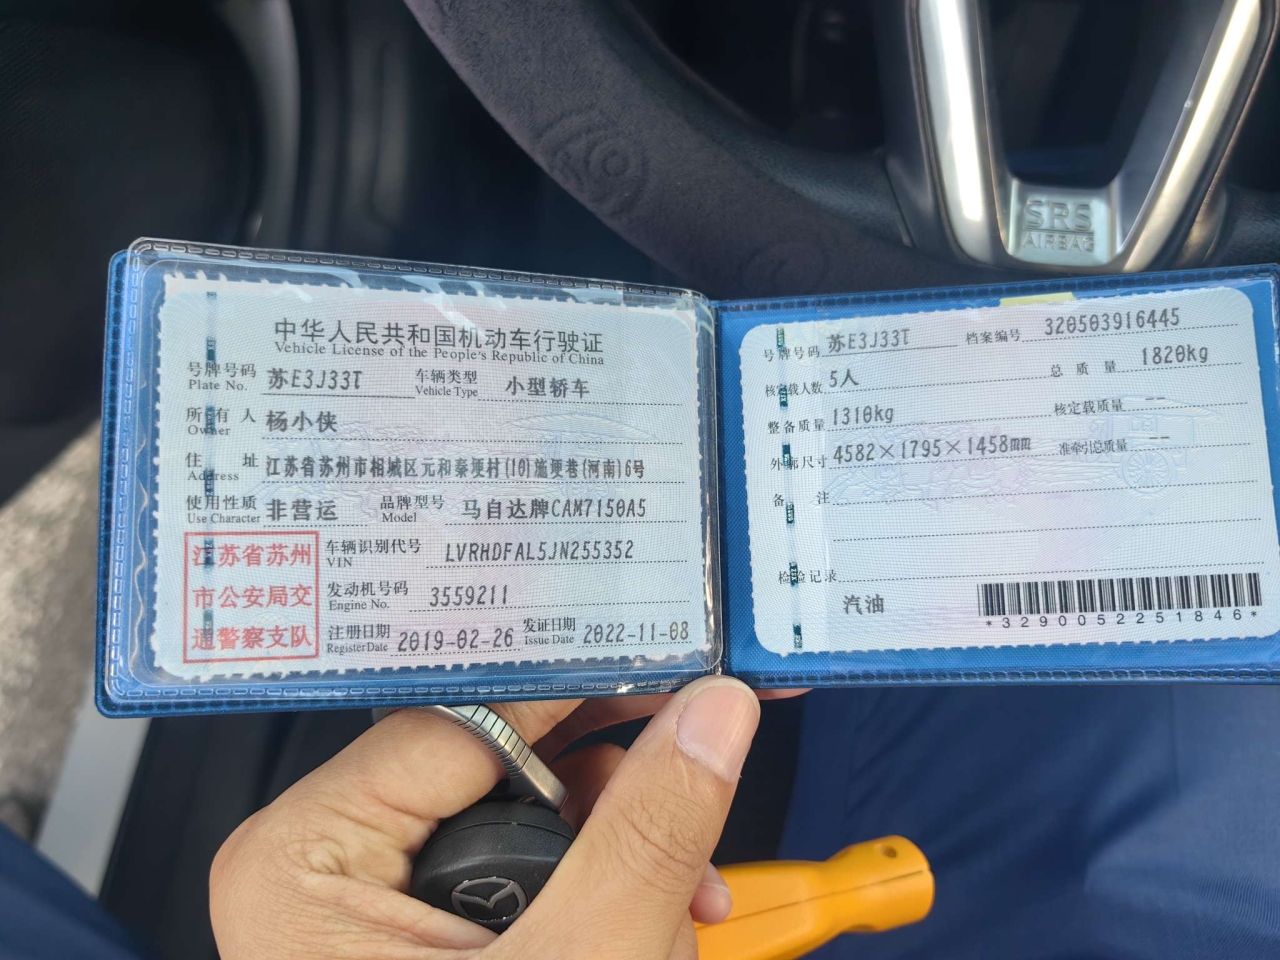 中华人民共和国机动车行驶证
Vehicle License of the People's Republic of China
号牌号码 苏E3J33T 车辆类型 小型轿车
Plate No. Vehicle Type
所有人 杨小侠
Owner
住址 江苏省苏州市相城区元和秦埂村(10)施埂巷(河南)6号
Address
使用性质 非营运 品牌型号 马自达牌CAM7150A5
Use Character Model
江苏省苏州
市公安局交
通警察支队
车辆识别代号 LVRHDFAL5JN255352
VIN
发动机号码 3559211
Engine No.
注册日期 2019-02-26 发证日期 2022-11-08
Register Date Issue Date
号牌号码 苏E3J33T 档案编号 320503916445
核定载人数 5人 总质量 1820kg
整备质量 1310kg 核定载质量 --
外廓尺寸 4582×1795×1458mm 准牵引总质量 --
备注
检验记录
汽油
*3290052251846*
SRS
AIRBAG